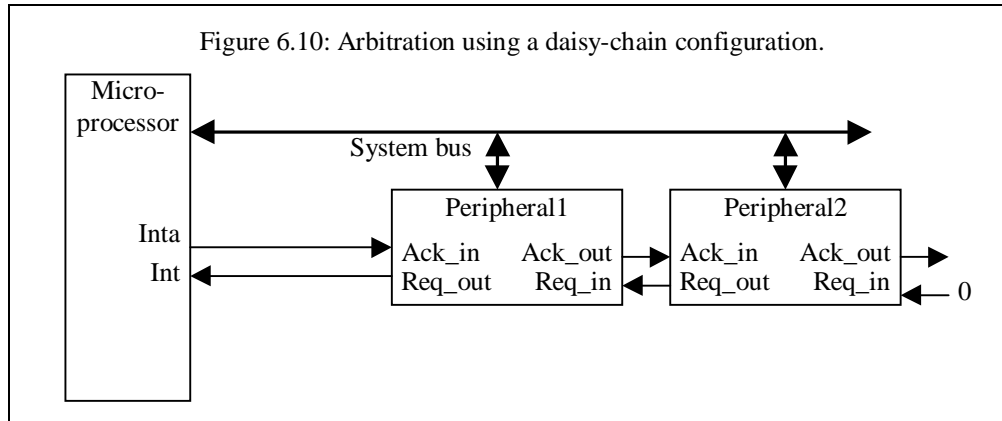 Figure 6.10: Arbitration using a daisy-chain configuration.
Micro-
processor
System bus
Peripheral1
Peripheral2
Inta
Ack_in Ack_out
Ack_in Ack_out
Int
Req_out Req_in
Req_out Req_in
0